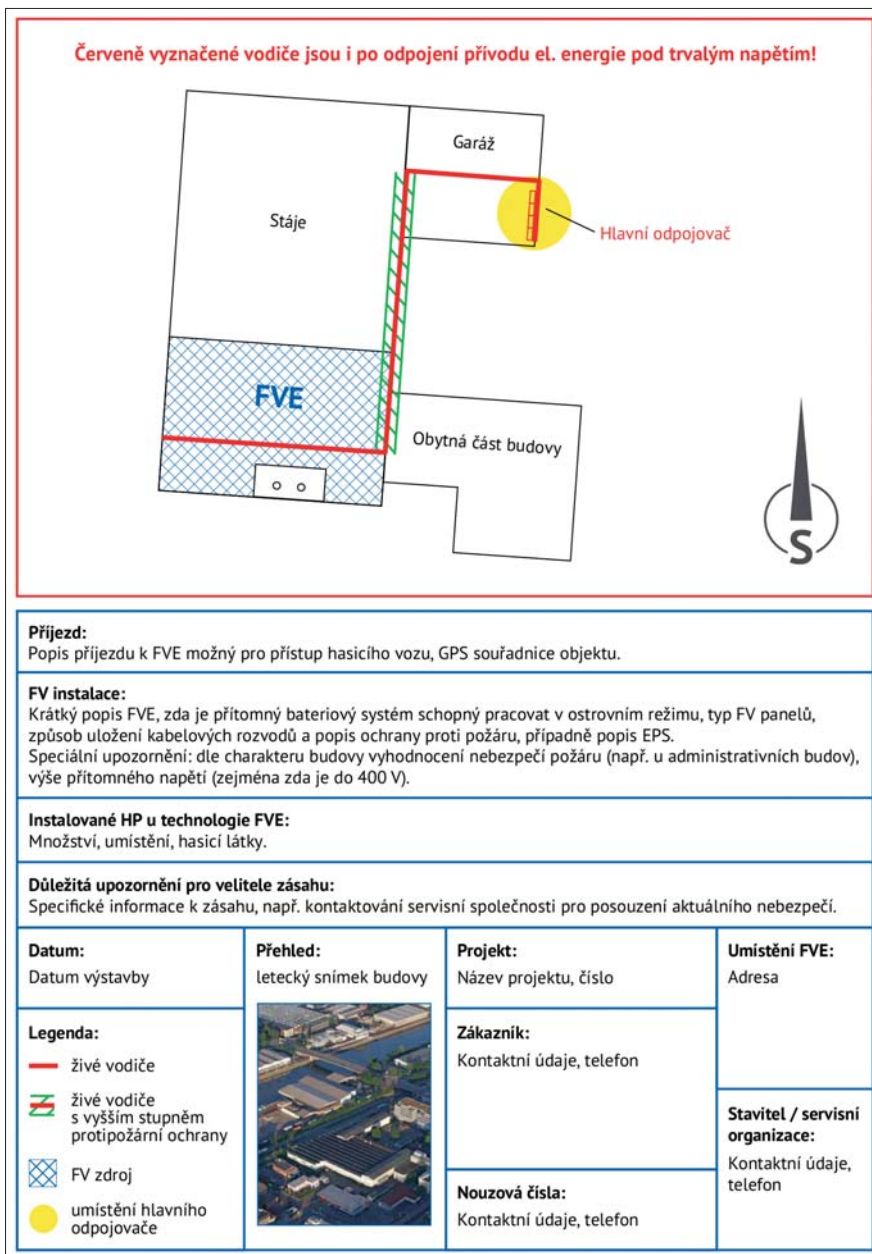 Červeně vyznačené vodiče jsou i po odpojení přívodu el. energie pod trvalým napětím!
Garáž
Stáje
Hlavní odpojovač
FVE
Obytná část budovy
S
Příjezd:
Popis příjezdu k FVE možný pro přístup hasicího vozu, GPS souřadnice objektu.
FV instalace:
Krátký popis FVE, zda je přítomný bateriový systém schopný pracovat v ostrovním režimu, typ FV panelů,
způsob uložení kabelových rozvodů a popis ochrany proti požáru, případně popis EPS.
Speciální upozornění: dle charakteru budovy vyhodnocení nebezpečí požáru (např. u administrativních budov),
výše přítomného napětí (zejména zda je do 400 V).
Instalované HP u technologie FVE:
Množství, umístění, hasicí látky.
Důležitá upozornění pro velitele zásahu:
Specifické informace k zásahu, např. kontaktování servisní společnosti pro posouzení aktuálního nebezpečí.
Datum:
Datum výstavby
Přehled:
letecký snímek budovy
Projekt:
Název projektu, číslo
Umístění FVE:
Adresa
Legenda:
živé vodiče
živé vodiče
s vyšším stupněm
protipožární ochrany
FV zdroj
umístění hlavního
odpojovače
Zákazník:
Kontaktní údaje, telefon
Nouzová čísla:
Kontaktní údaje, telefon
Stavitel / servisní
organizace:
Kontaktní údaje,
telefon